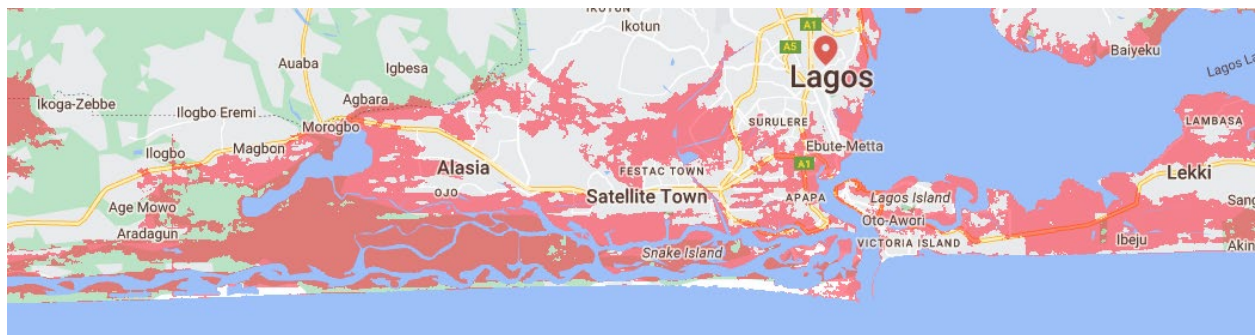 IKOTUN
Ikotun
A1
A5
Lagos
Baiyeku
Lagos La
Auaba
Igbesa
Ikoga-Zebbe
Ilogbo Eremi
Agbara
Morogbo
Magbon
Ilogbo
SURULERE
LAMBASA
Ebute-Metta
Alasia
FESTAC TOWN
A1
Lekki
OJO
Satellite Town
APAPA
Lagos Island
Sang
Age Mowo
Oto-Awori
Aradagun
Snake Island
VICTORIA ISLAND
Ibeju
Akin